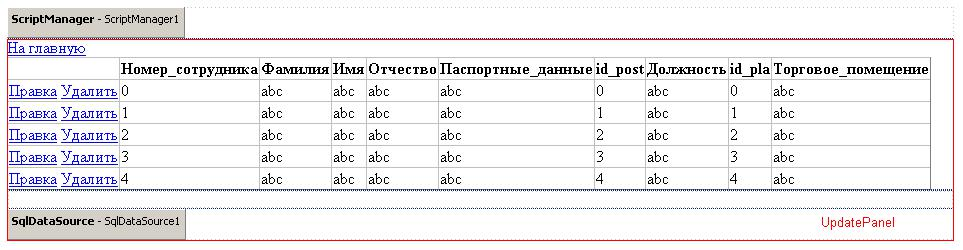 ScriptManager - ScriptManager1
На главную
Номер_сотрудника Фамилия Имя Отчество Паспортные_данные id_post Должность id_pla Торговое_помещение
Правка Удалить 0 abc abc abc abc 0 abc 0 abc
Правка Удалить 1 abc abc abc abc 1 abc 1 abc
Правка Удалить 2 abc abc abc abc 2 abc 2 abc
Правка Удалить 3 abc abc abc abc 3 abc 3 abc
Правка Удалить 4 abc abc abc abc 4 abc 4 abc
SqlDataSource - SqlDataSource1
UpdatePanel